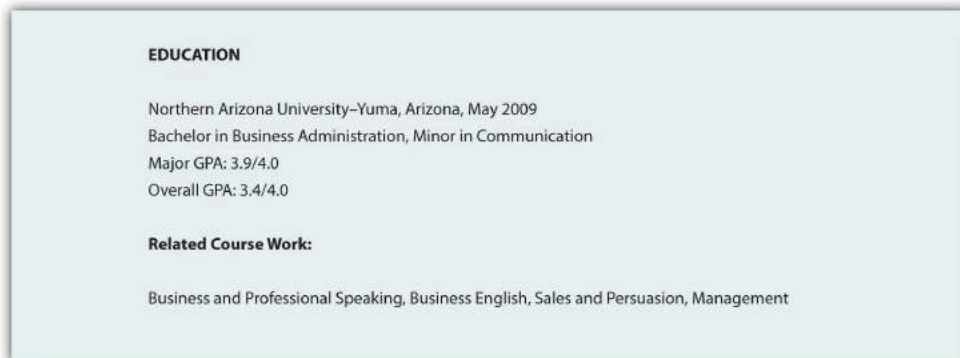 EDUCATION
Northern Arizona University–Yuma, Arizona, May 2009
Bachelor in Business Administration, Minor in Communication
Major GPA: 3.9/4.0
Overall GPA: 3.4/4.0
Related Course Work:
Business and Professional Speaking, Business English, Sales and Persuasion, Management